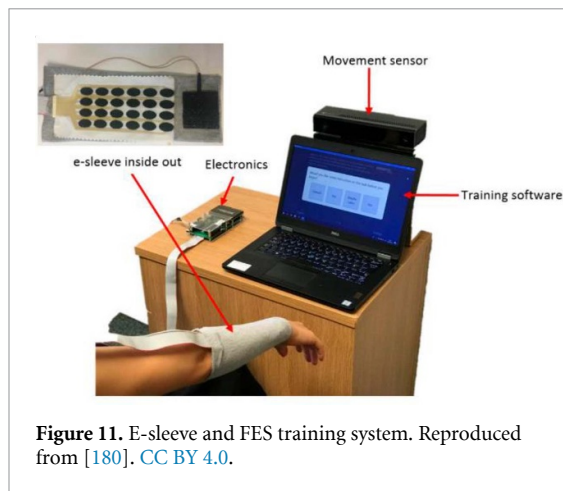 Movement sensor
e-sleeve inside out
Electronics
Training software
Figure 11. E-sleeve and FES training system. Reproduced
from [180]. CC BY 4.0.